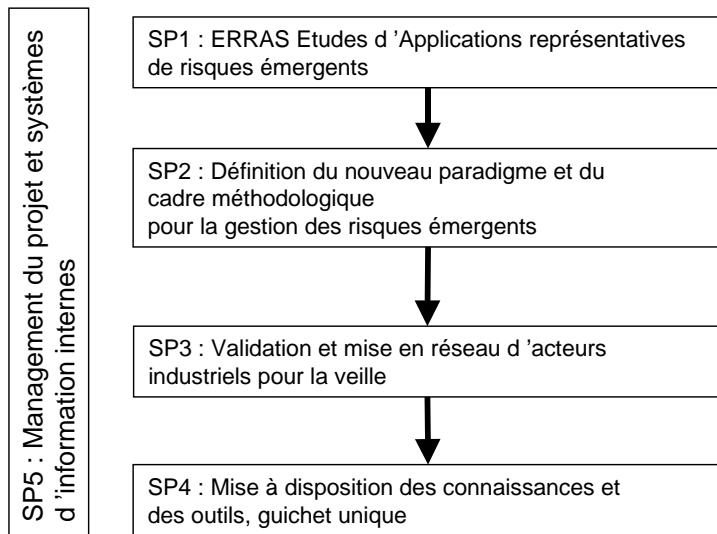 SP5 : Management du projet et systèmes
d ’information internes
SP1 : ERRAS Etudes d ’Applications représentatives
de risques émergents
SP2 : Définition du nouveau paradigme et du
cadre méthodologique
pour la gestion des risques émergents
SP3 : Validation et mise en réseau d ’acteurs
industriels pour la veille
SP4 : Mise à disposition des connaissances et
des outils, guichet unique